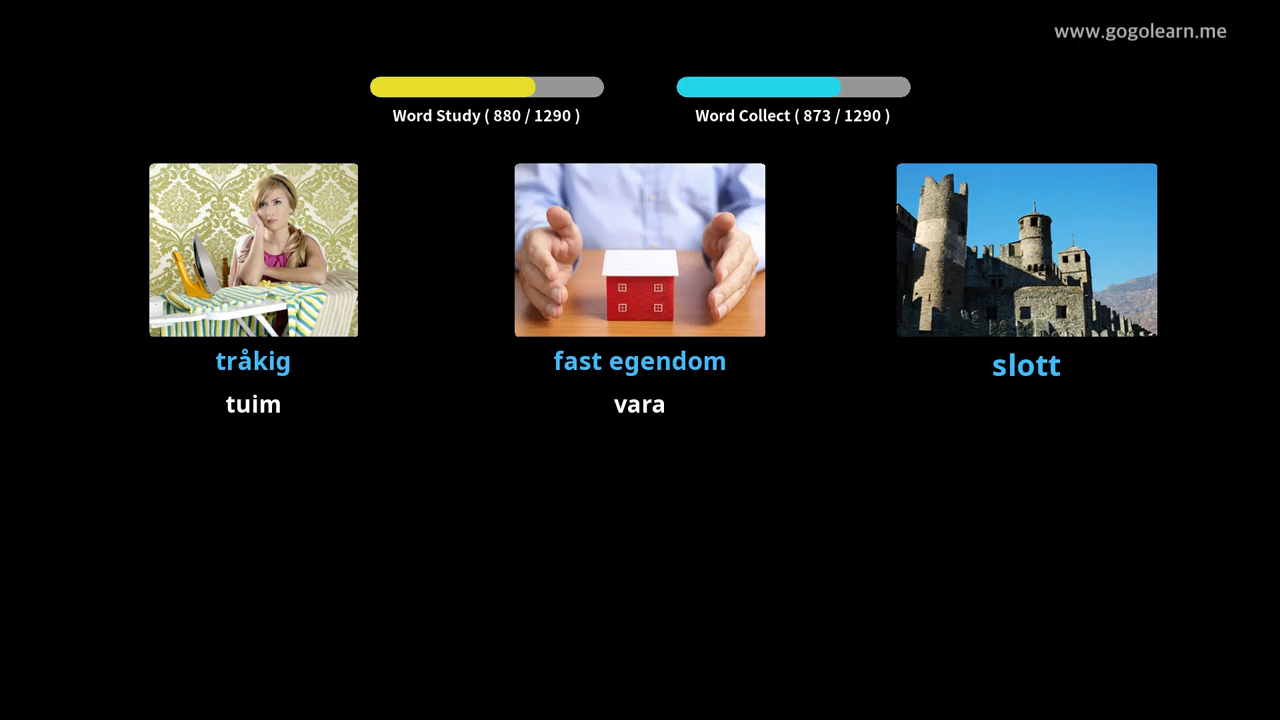 www.gogolearn.me
Word Study ( 880 / 1290 )
Word Collect ( 873 / 1290 )
tråkig
fast egendom
slott
tuim
vara